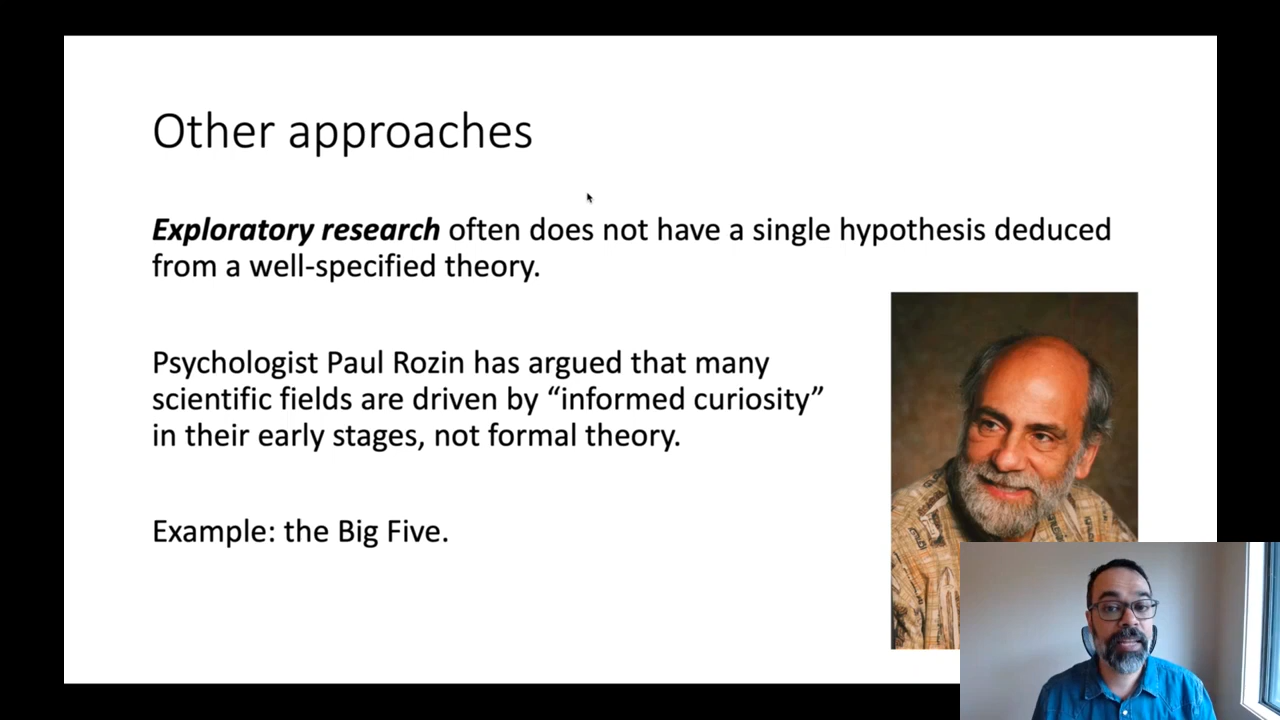 Other approaches
Exploratory research often does not have a single hypothesis deduced
from a well-specified theory.
Psychologist Paul Rozin has argued that many
scientific fields are driven by “informed curiosity”
in their early stages, not formal theory.
Example: the Big Five.